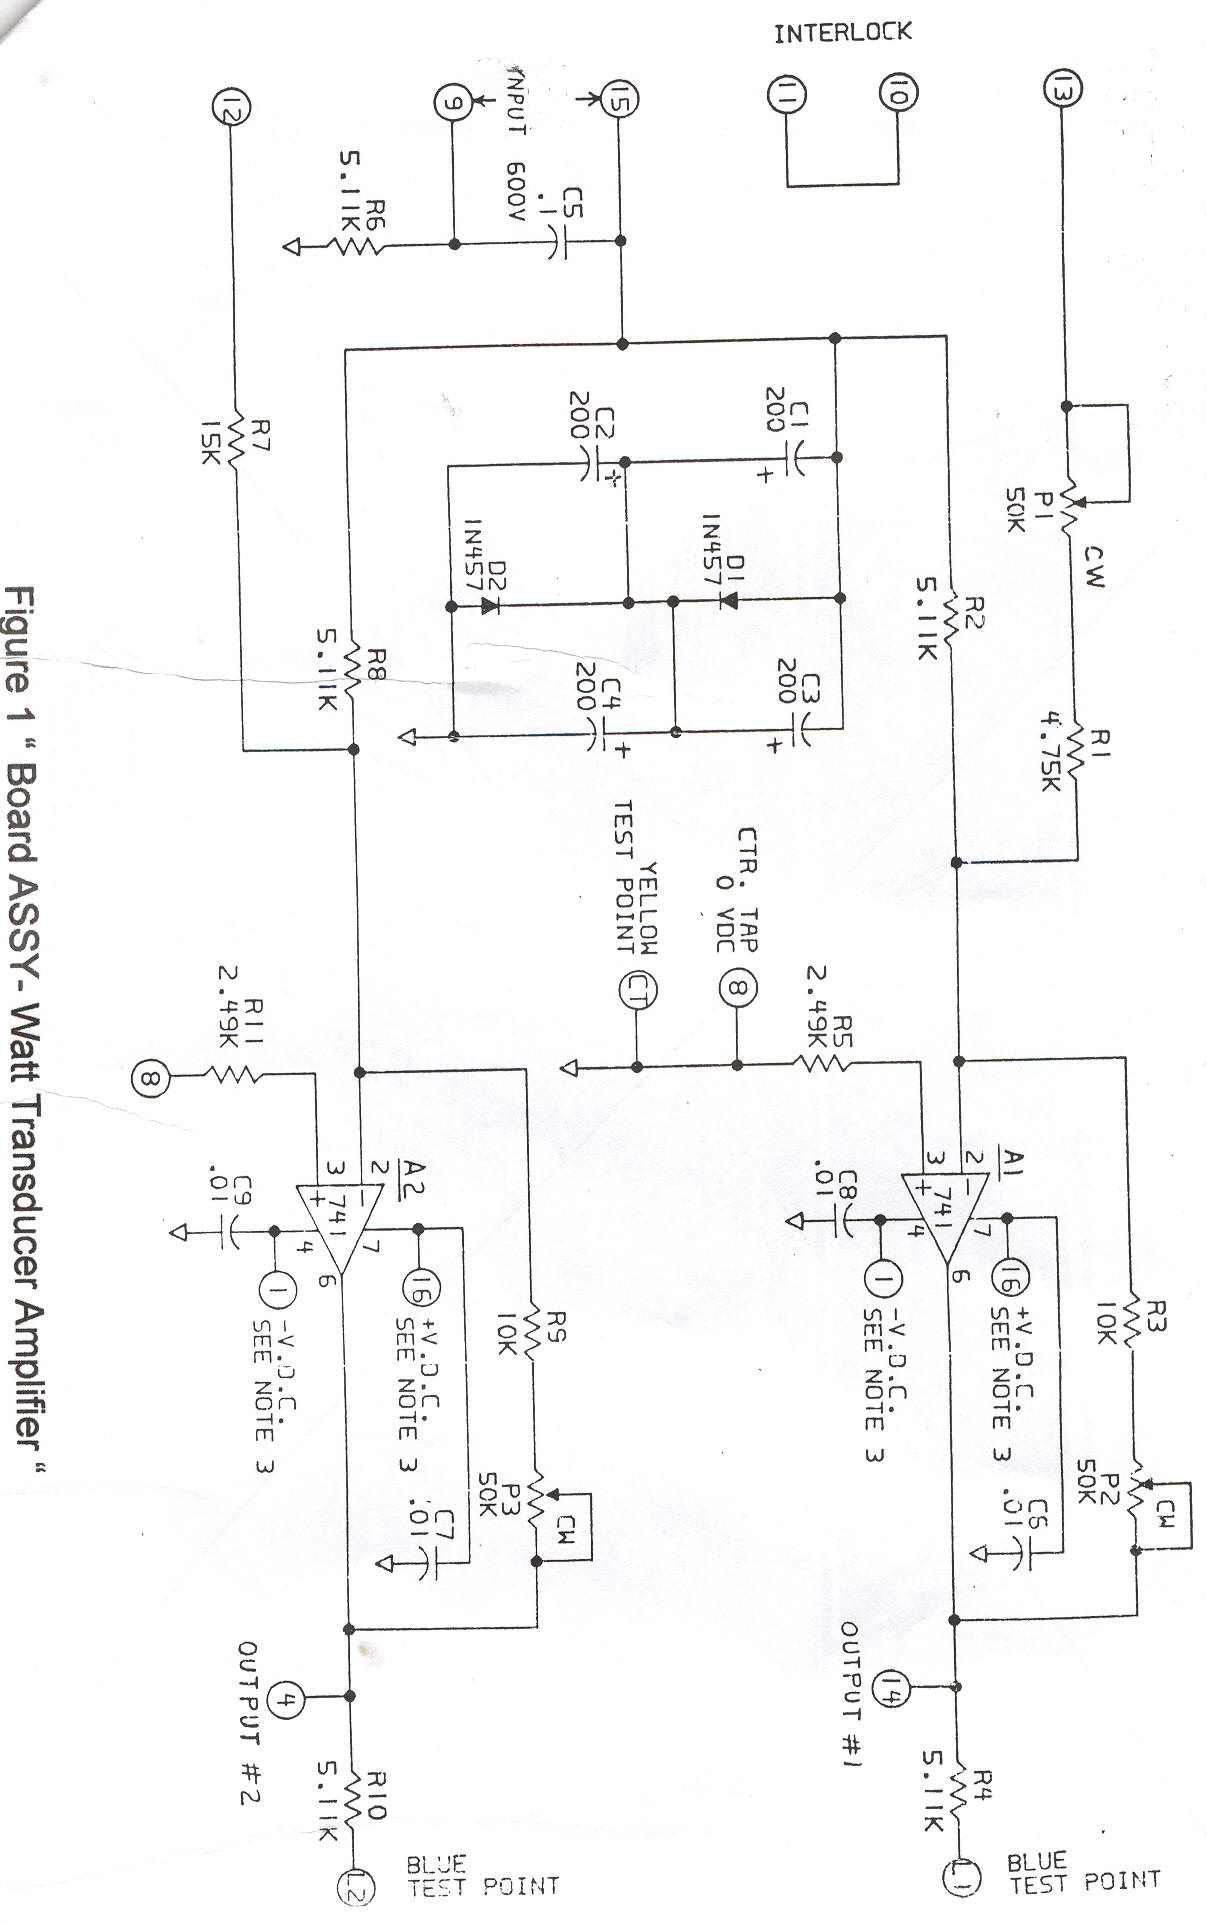 INTERLOCK
13
10
11
15
INPUT
9
12
C5
.1
600V
R6
5.11K
P1
50K
CW
R1
4.75K
R2
5.11K
C1
200
+
C2
200
+
D1
1N457
D2
1N457
C3
200
+
C4
200
+
R7
15K
R8
5.11K
CTR. TAP
0 VDC
8
YELLOW
TEST POINT
CT
R5
2.49K
R11
2.49K
8
A1
2
3
-
+
741
7
4
6
16
+V.D.C.
SEE NOTE 3
1
-V.D.C.
SEE NOTE 3
C8
.01
C6
.01
R3
10K
P2
50K
CW
14
OUTPUT #1
R4
5.11K
L1
BLUE
TEST POINT
A2
2
3
-
+
741
7
4
6
16
+V.D.C.
SEE NOTE 3
1
-V.D.C.
SEE NOTE 3
C9
.01
C7
.01
R9
10K
P3
50K
CW
4
OUTPUT #2
R10
5.11K
L2
BLUE
TEST POINT
Figure 1 “ Board ASSY- Watt Transducer Amplifier “